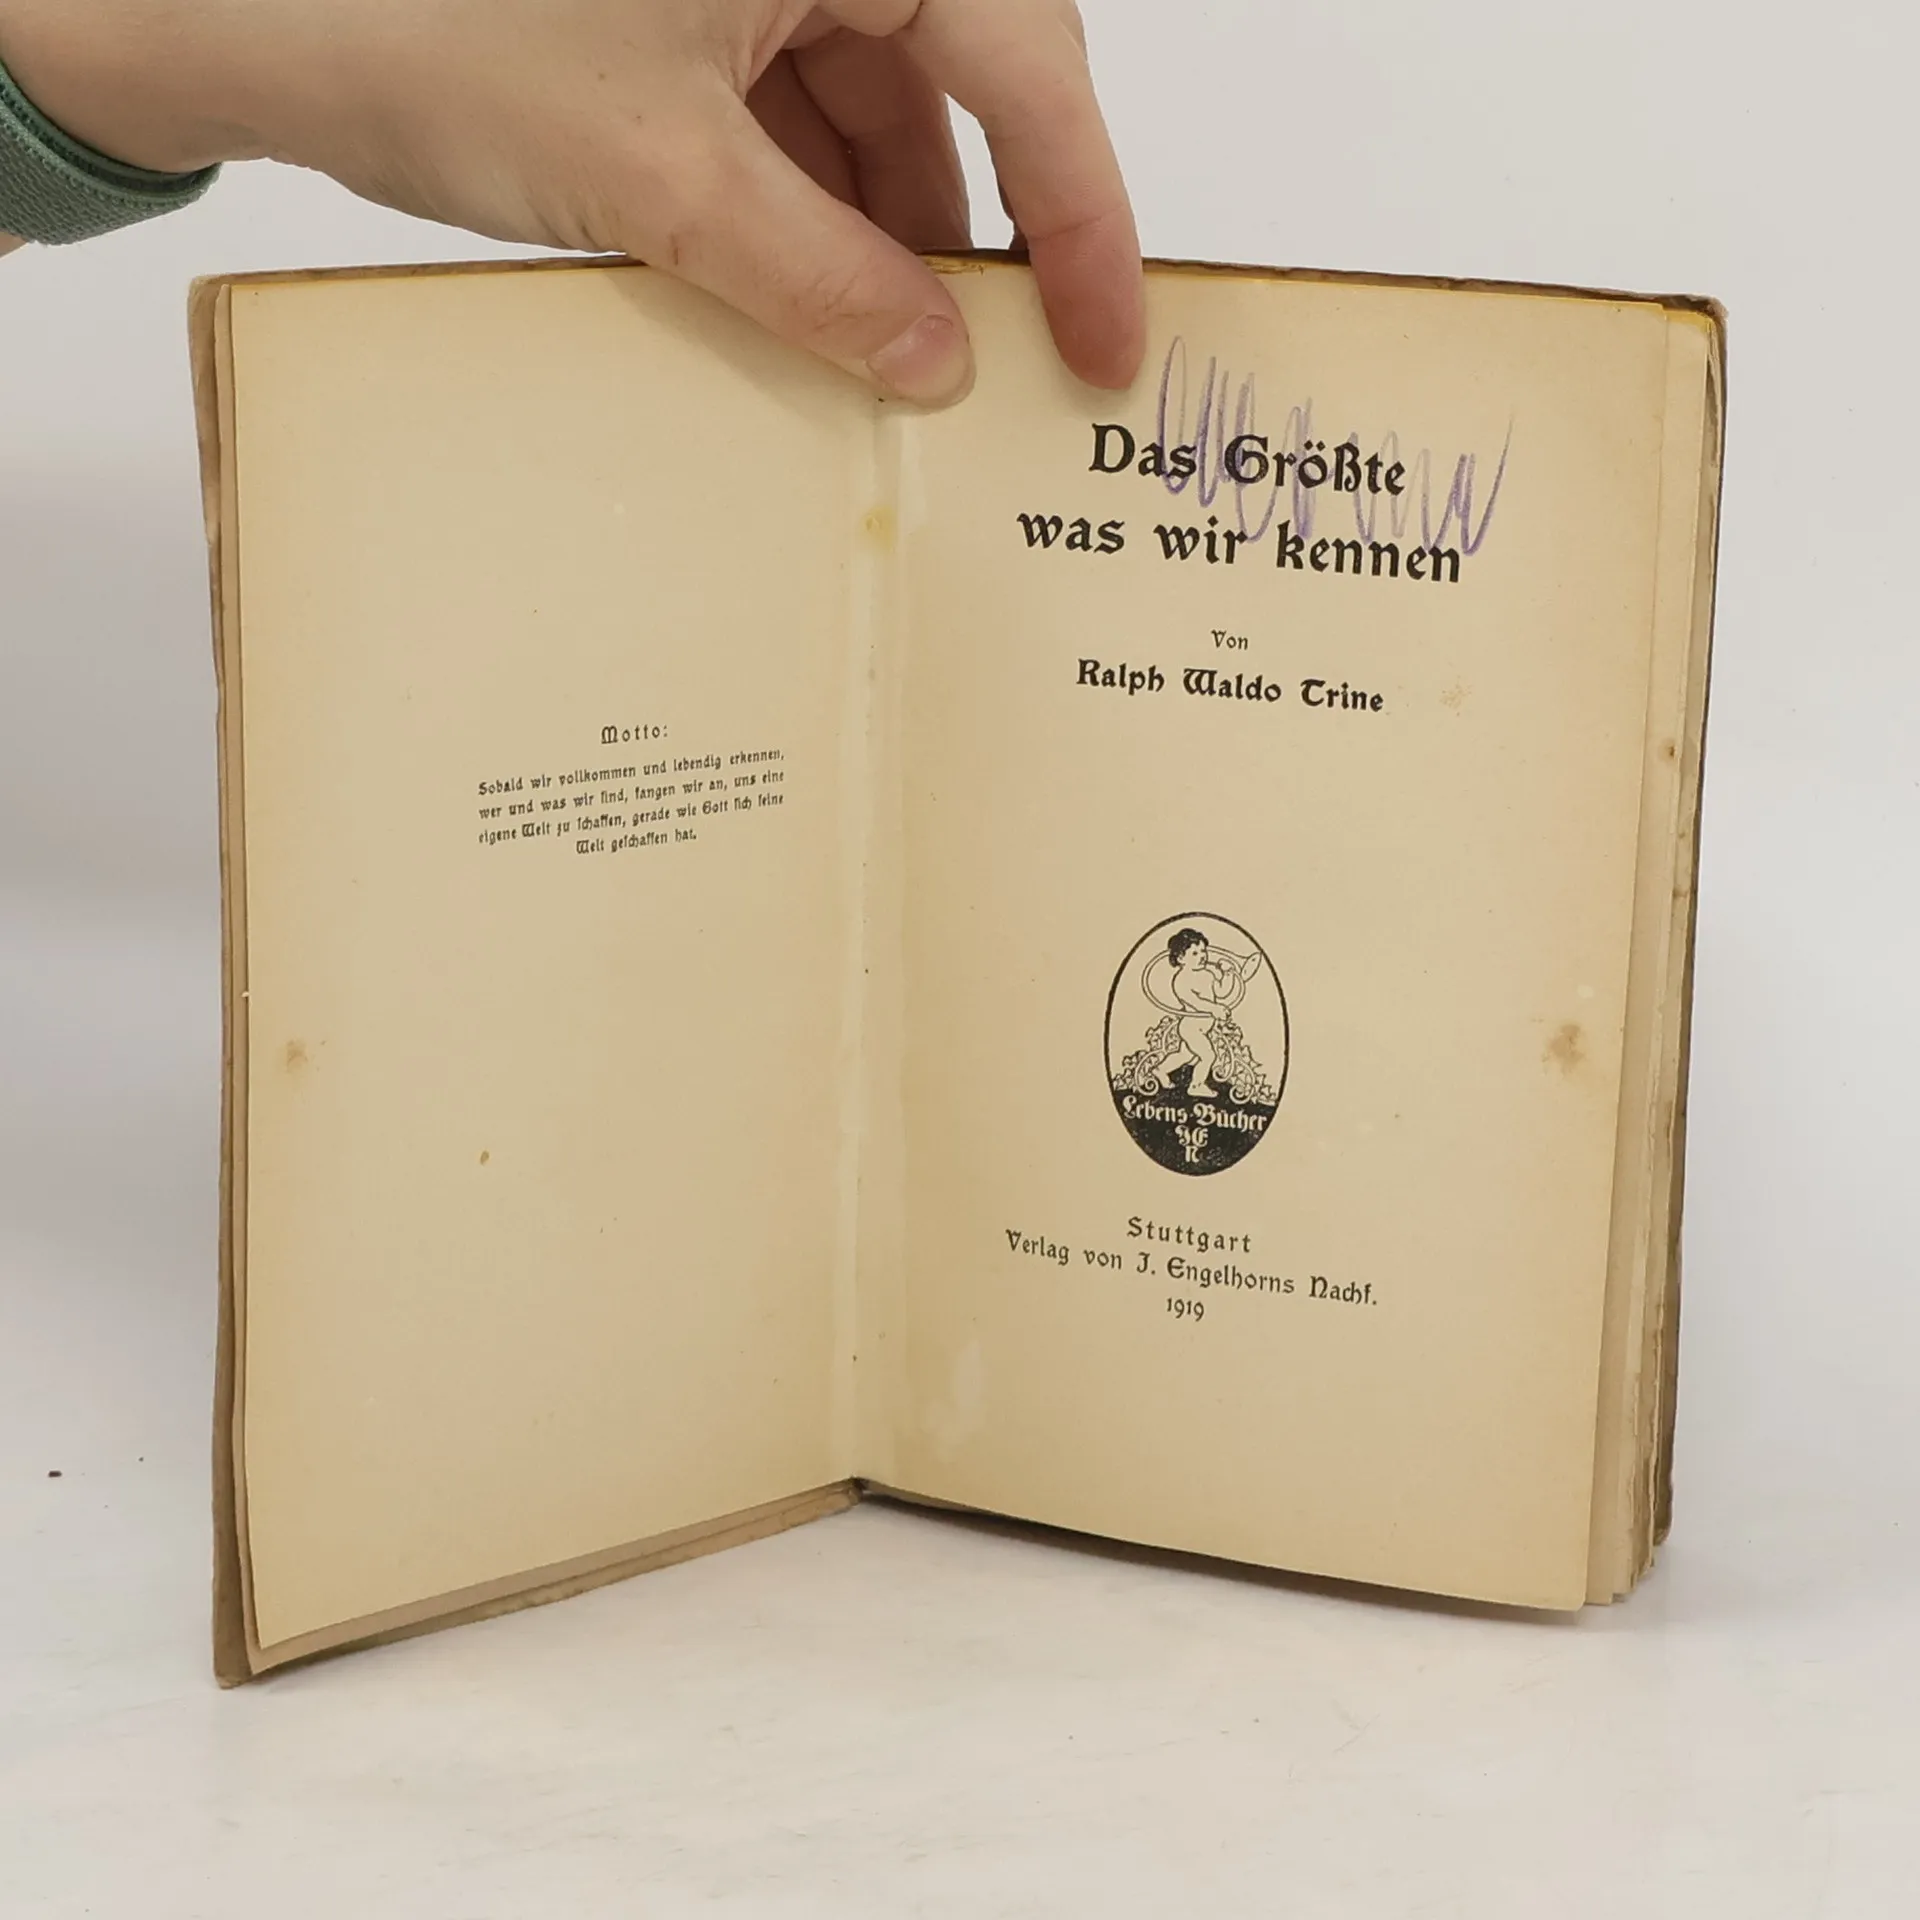 Motto:
Sobald wir vollkommen und lebendig erkennen,
wer und was wir sind, fangen wir an, uns eine
eigene Welt zu schaffen, gerade wie Gott sich seine
Welt geschaffen hat.
Das Größte
was wir kennen
Von
Ralph Waldo Trine
Lebens-Bücher
JE
N
Stuttgart
Verlag von J. Engelhorns Nachf.
1919